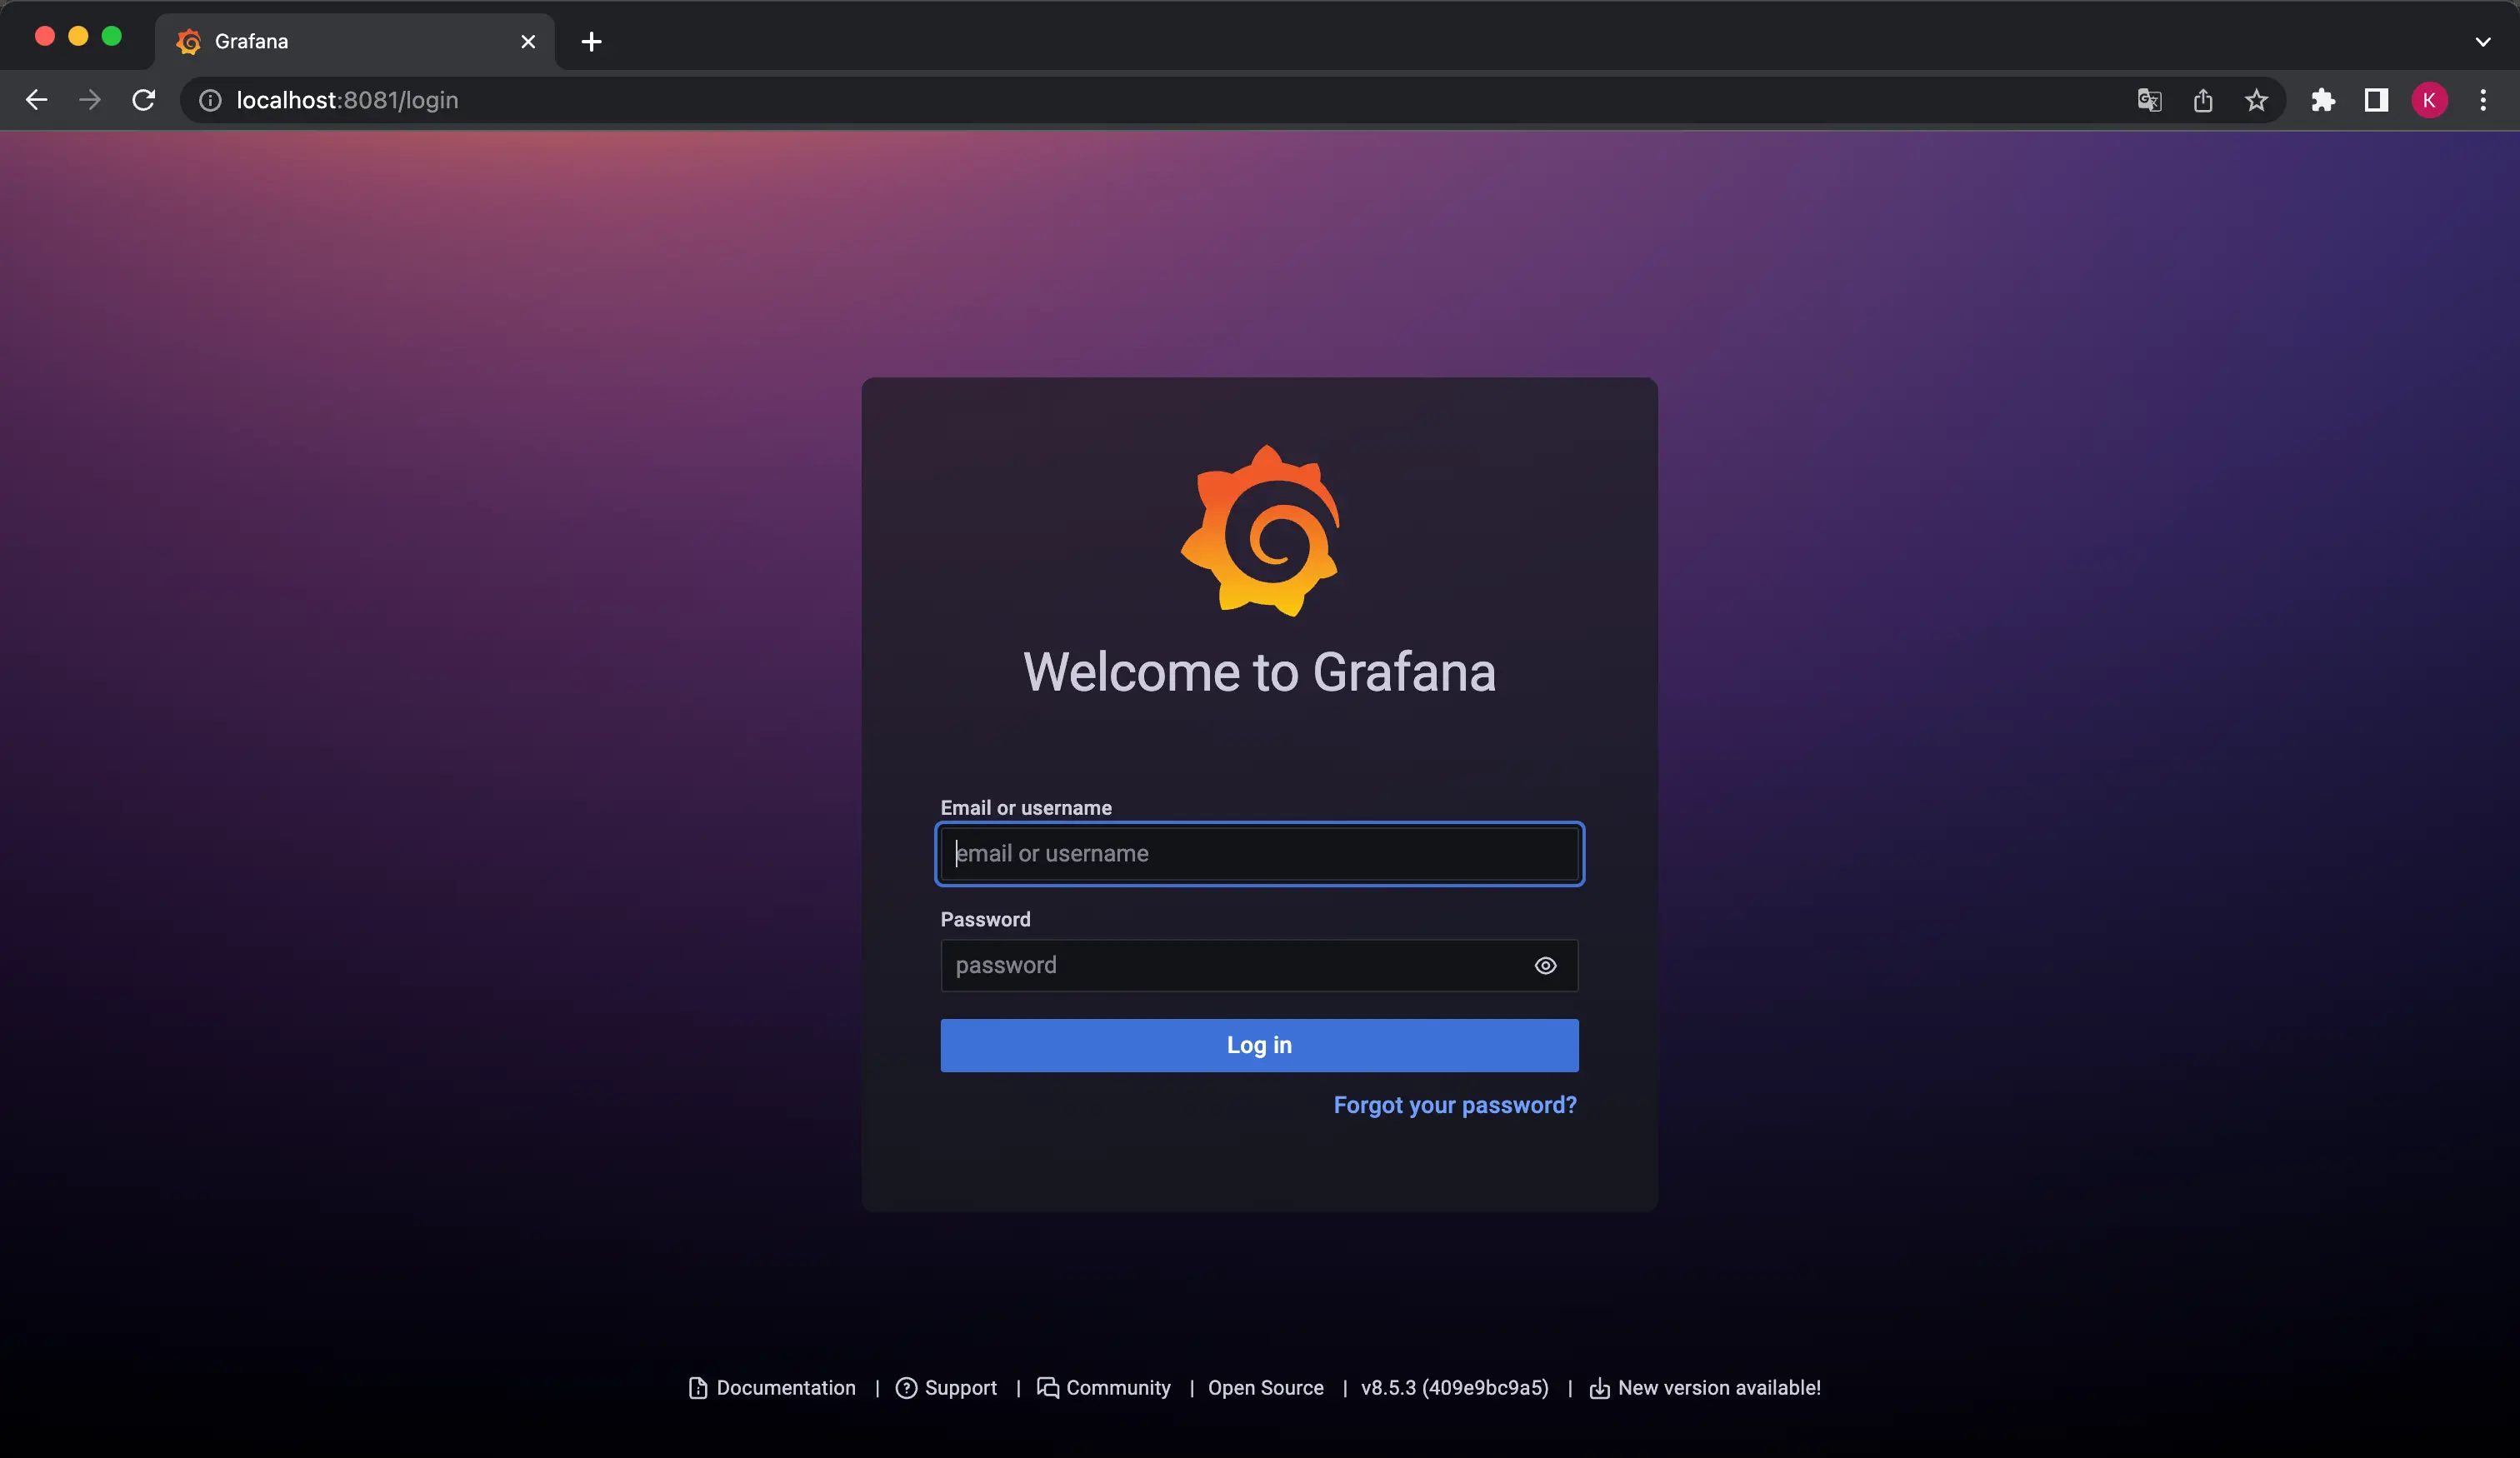 Grafana
localhost:8081/login
K
Welcome to Grafana
Email or username
email or username
Password
password
Log in
Forgot your password?
Documentation | Support | Community | Open Source | v8.5.3 (409e9bc9a5) | New version available!